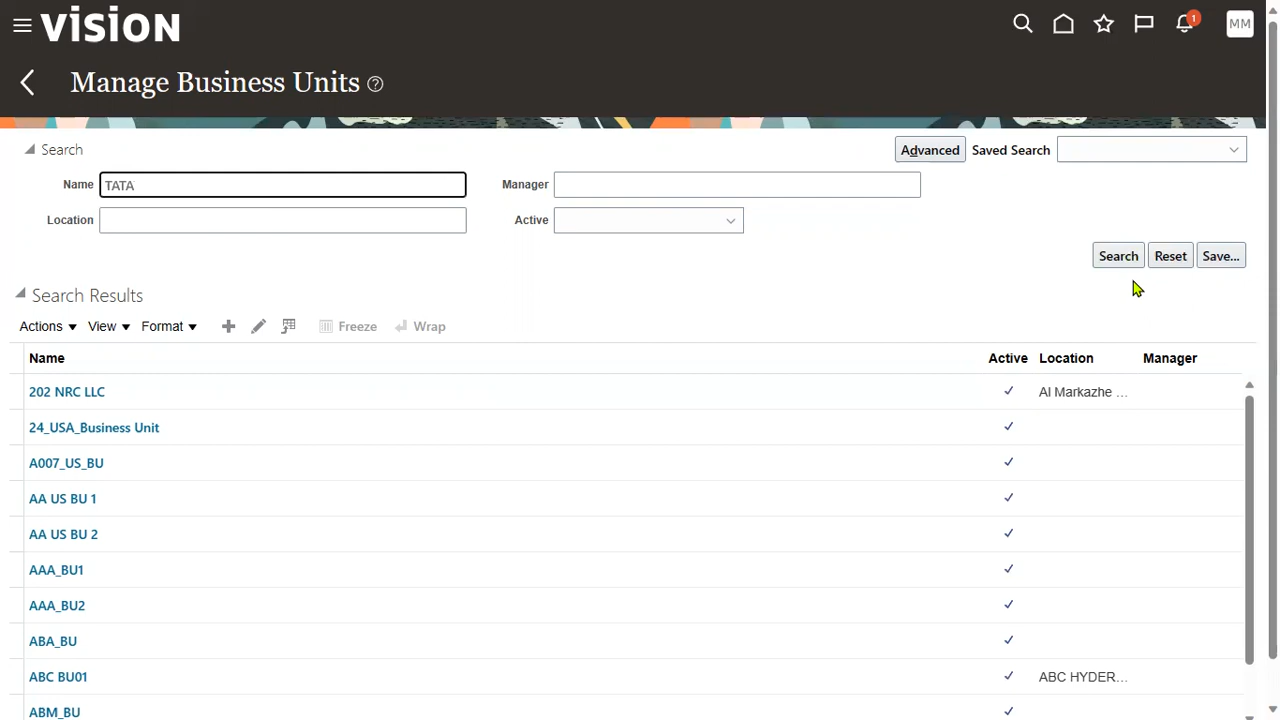 vision
1
MM
Manage Business Units
Search
Advanced Saved Search
Name TATA Manager
Location Active
Search Reset Save...
Search Results
Actions View Format Freeze Wrap
Name Active Location Manager
202 NRC LLC Al Markazhe ...
24_USA_Business Unit
A007_US_BU
AA US BU 1
AA US BU 2
AAA_BU1
AAA_BU2
ABA_BU
ABC BU01 ABC HYDER...
ABM_BU